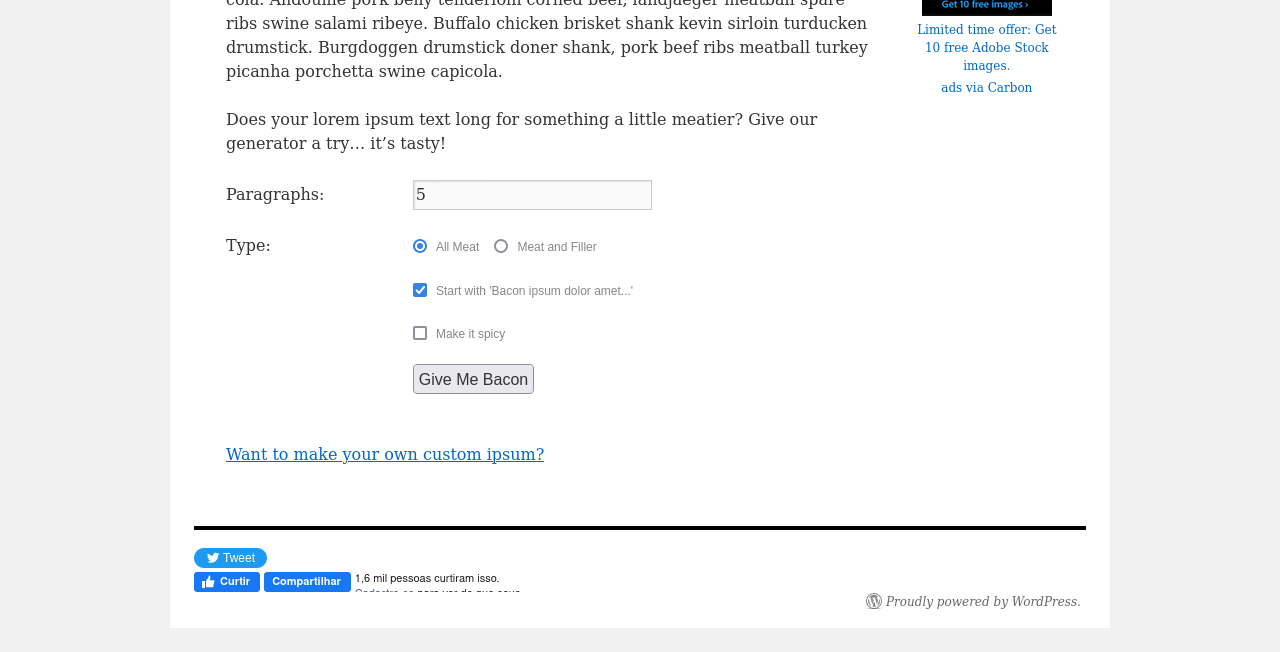 cola. Andouille pork belly tenderloin corned beef, landjaeger meatball spare
ribs swine salami ribeye. Buffalo chicken brisket shank kevin sirloin turducken
drumstick. Burgdoggen drumstick doner shank, pork beef ribs meatball turkey
picanha porchetta swine capicola.
Does your lorem ipsum text long for something a little meatier? Give our
generator a try… it’s tasty!
Paragraphs:
5
Type:
All Meat
Meat and Filler
Start with 'Bacon ipsum dolor amet...'
Make it spicy
Give Me Bacon
Want to make your own custom ipsum?
Get 10 free images ›
Limited time offer: Get
10 free Adobe Stock
images.
ads via Carbon
Tweet
Curtir
Compartilhar
1,6 mil pessoas curtiram isso.
Proudly powered by WordPress.